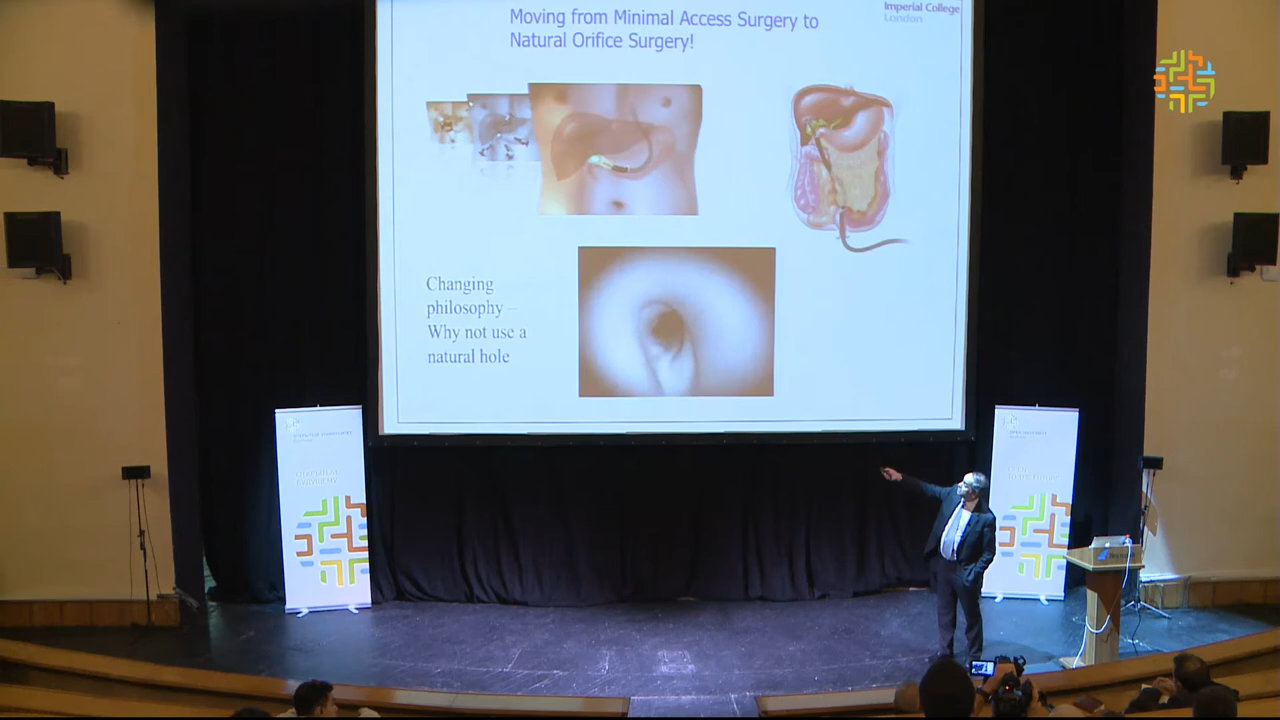 Moving from Minimal Access Surgery to
Natural Orifice Surgery!
Imperial College
London
Changing
philosophy –
Why not use a
natural hole